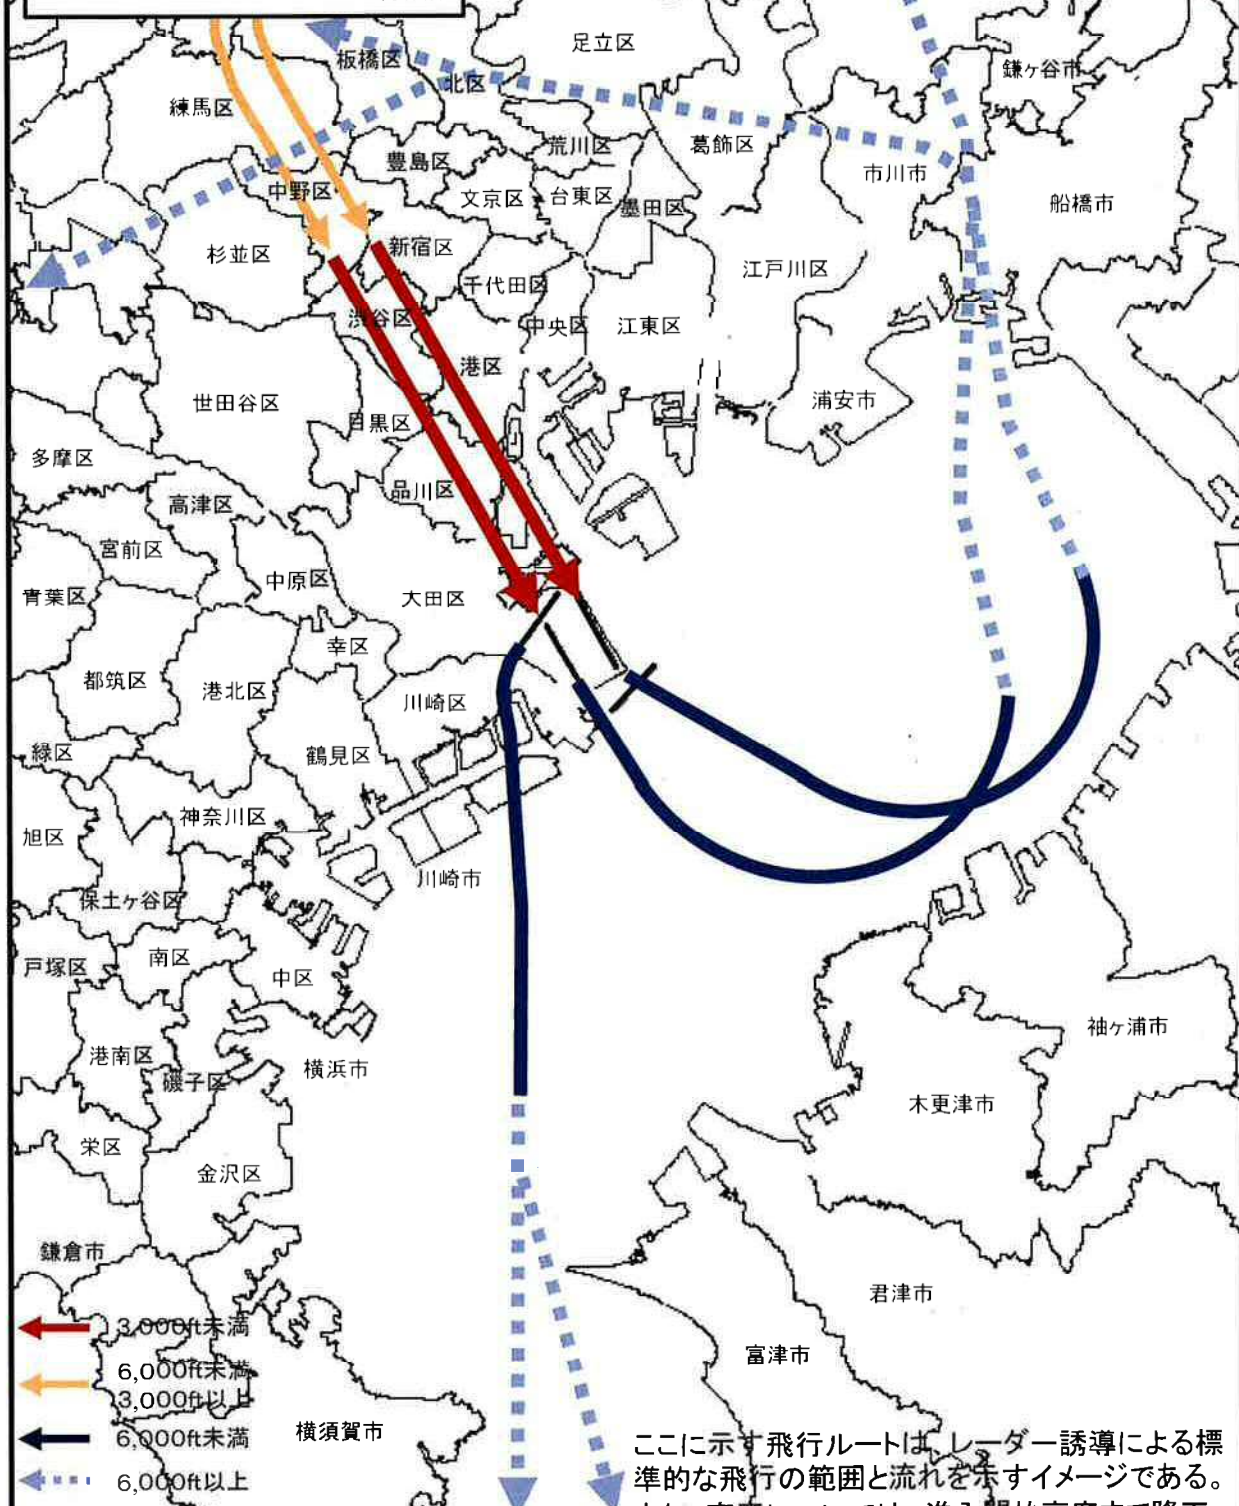 足立区
板橋区
鎌ヶ谷市
北区
練馬区
荒川区
葛飾区
豊島区
市川市
中野区
文京区
台東区
墨田区
船橋市
杉並区
新宿区
江戸川区
千代田区
渋谷区
中央区
江東区
港区
世田谷区
目黒区
浦安市
多摩区
品川区
高津区
宮前区
中原区
青葉区
大田区
幸区
都筑区
港北区
川崎区
緑区
鶴見区
神奈川区
旭区
川崎市
保土ヶ谷区
戸塚区
南区
中区
袖ヶ浦市
港南区
磯子区
横浜市
木更津市
栄区
金沢区
鎌倉市
君津市
3,000ft未満
富津市
6,000ft未満
3,000ft以上
横須賀市
6,000ft未満
6,000ft以上
ここに示す飛行ルートは、レーダー誘導による標
準的な飛行の範囲と流れを示すイメージである。